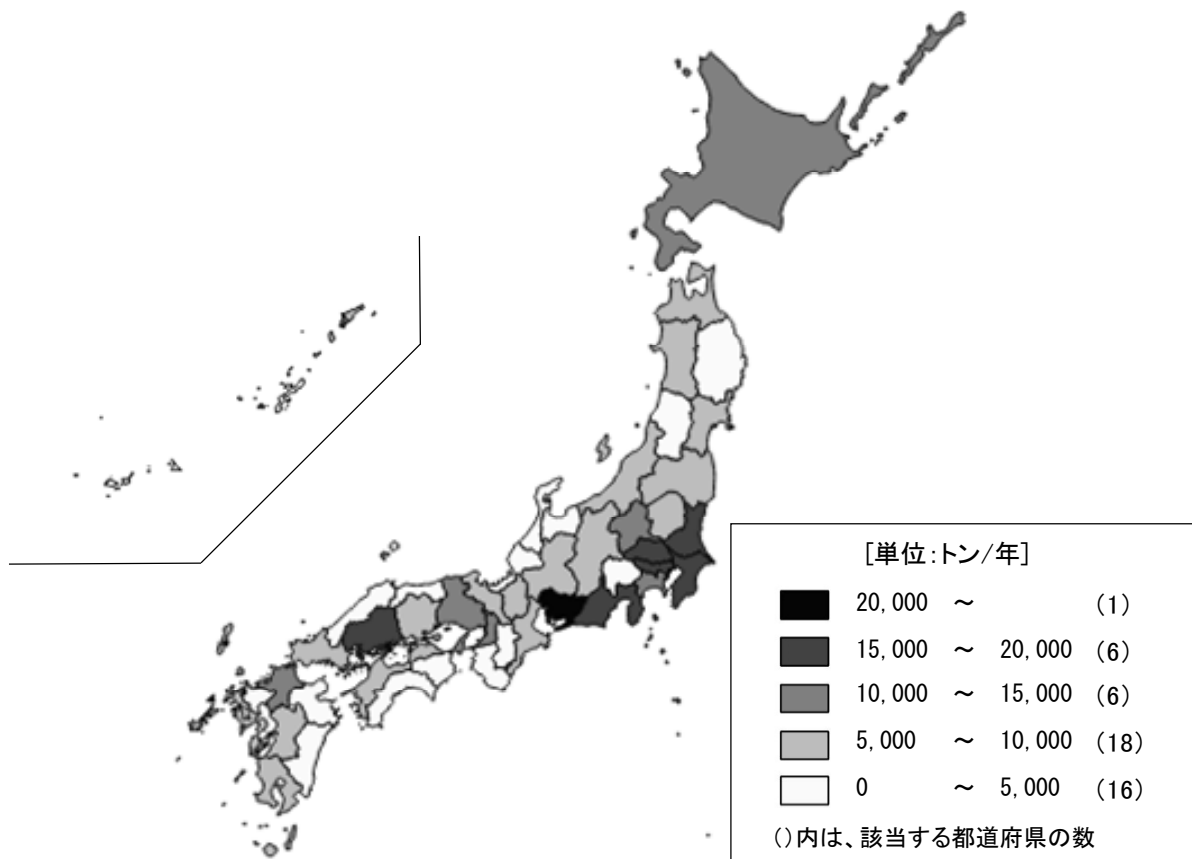 [単位:トン/年]
20,000 ~ (1)
15,000 ~ 20,000 (6)
10,000 ~ 15,000 (6)
5,000 ~ 10,000 (18)
0 ~ 5,000 (16)
()内は、該当する都道府県の数